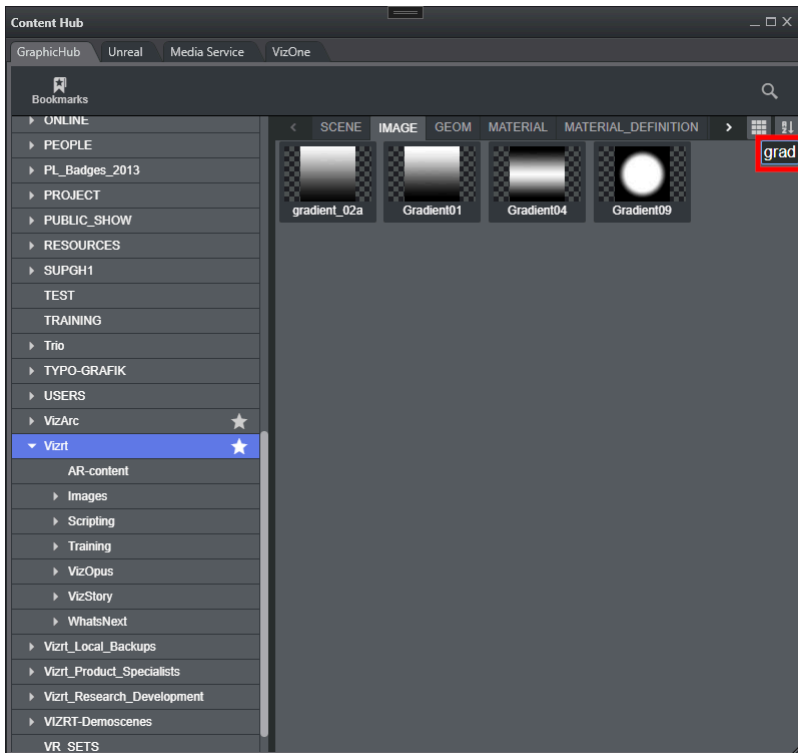 Content Hub
GraphicHub Unreal Media Service VizOne
Bookmarks
ONLINE
PEOPLE
PL_Badges_2013
PROJECT
PUBLIC_SHOW
RESOURCES
SUPGH1
TEST
TRAINING
Trio
TYPO-GRAFIK
USERS
VizArc
Vizrt
AR-content
Images
Scripting
Training
VizOpus
VizStory
WhatsNext
Vizrt_Local_Backups
Vizrt_Product_Specialists
Vizrt_Research_Development
VIZRT-Demoscenes
VR_SETS
SCENE IMAGE GEOM MATERIAL MATERIAL_DEFINITION
grad
gradient_02a Gradient01 Gradient04 Gradient09